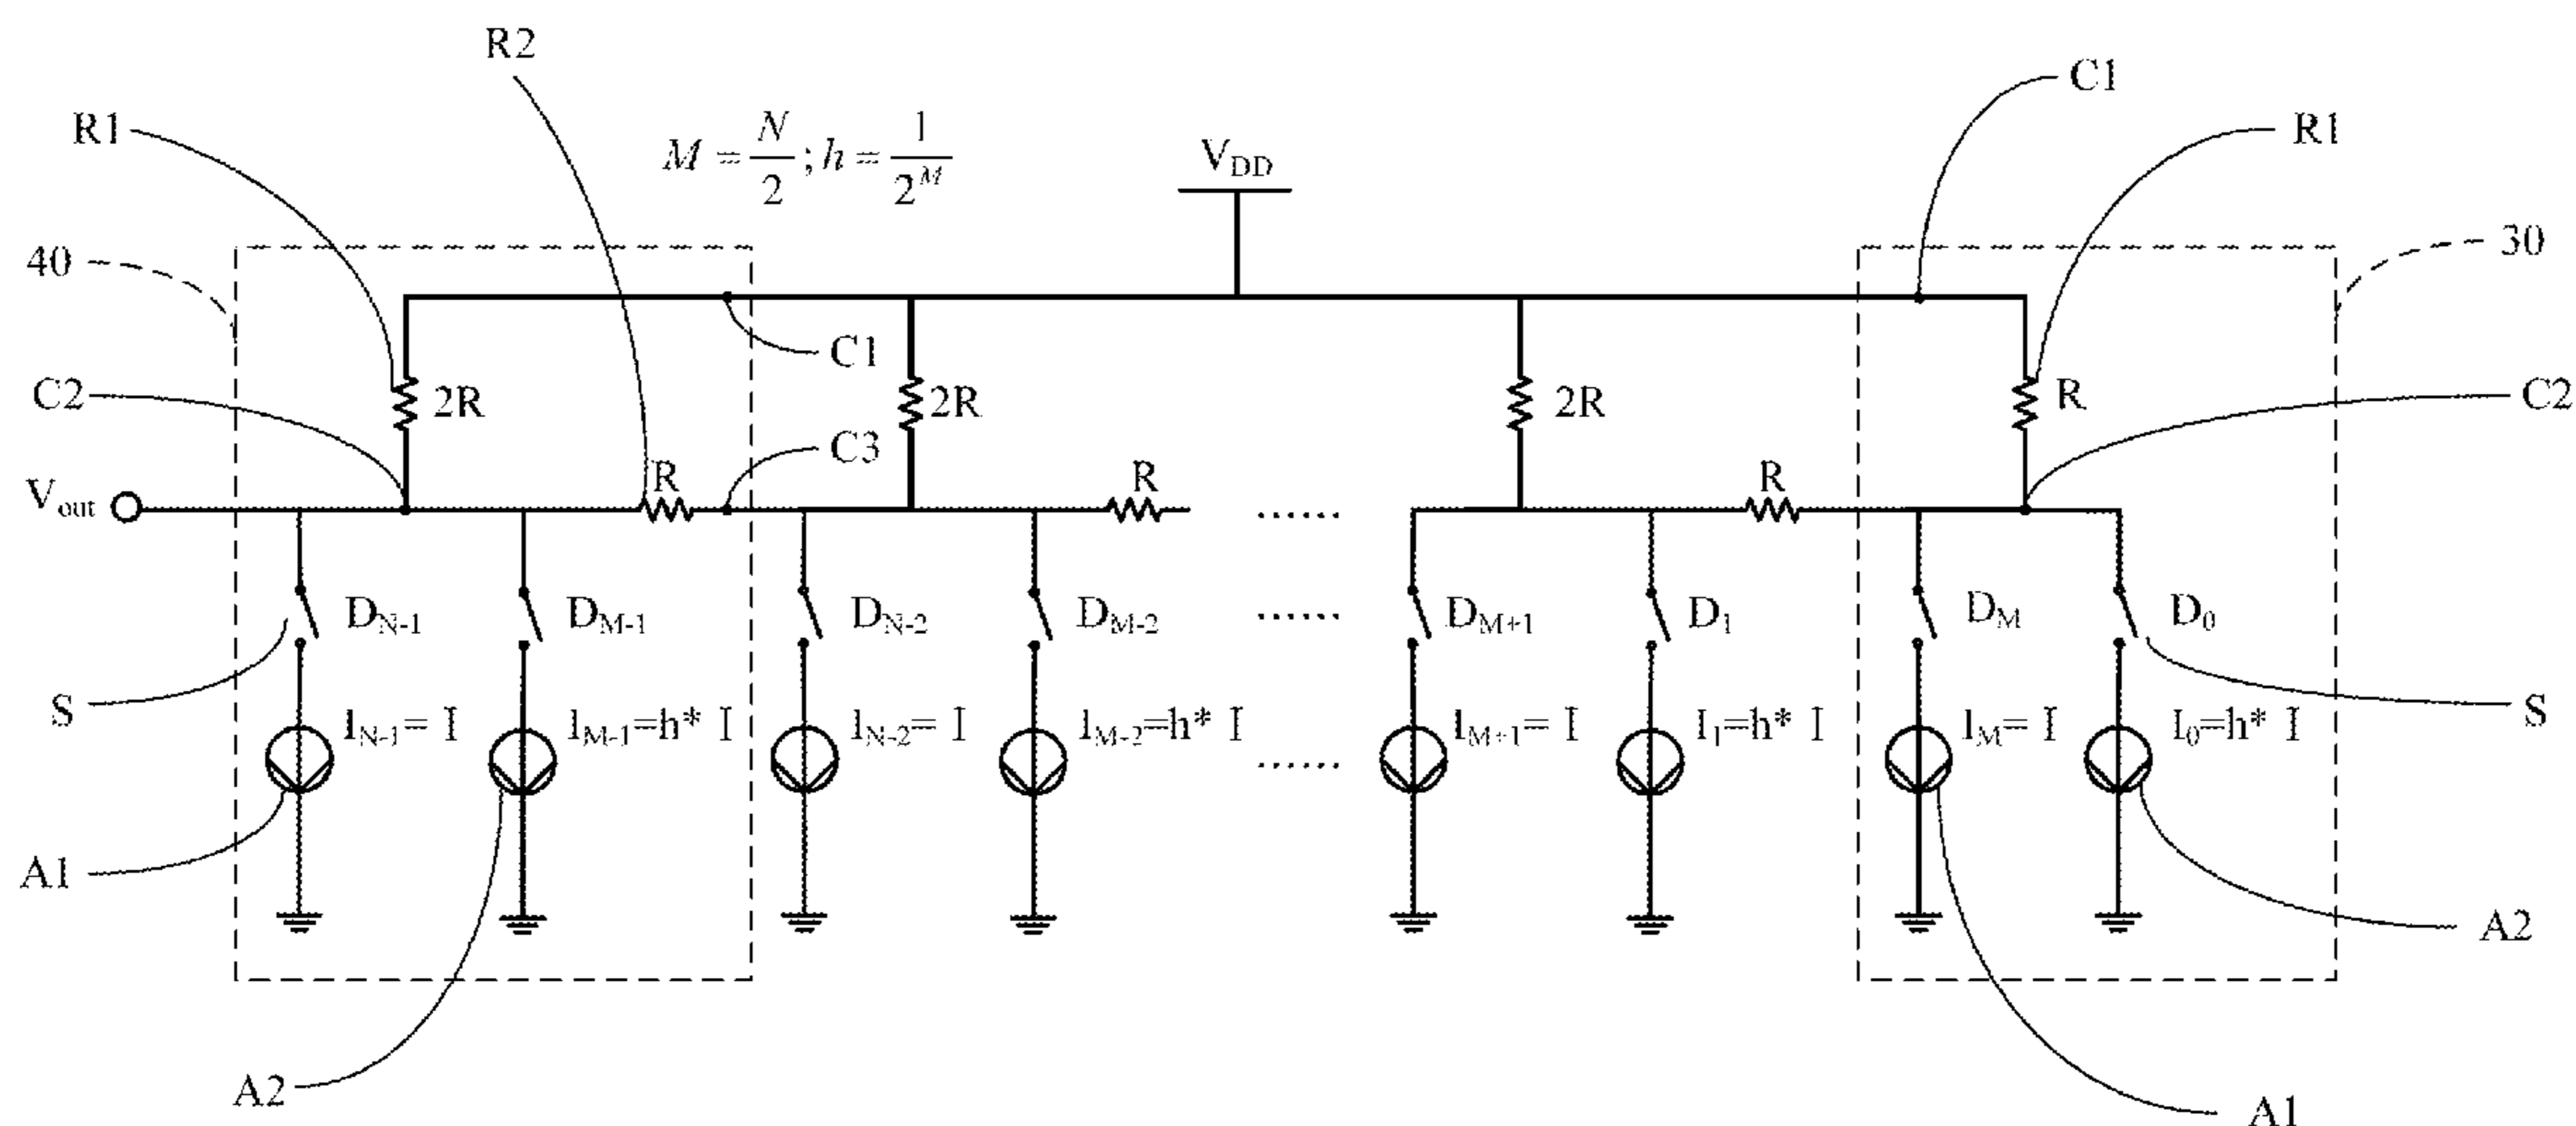 R2
C1
R1
M = N/2 ; h = 1/2^M
V_DD
R1
40
30
C1
C2
2R
2R
2R
R
C2
C3
V_out
R
R
R
......
D_N-1
D_M-1
D_N-2
D_M-2
......
D_M+1
D_1
D_M
D_0
S
S
I_N-1= I
I_M-1=h* I
I_N-2= I
I_M-2=h* I
......
I_M+1= I
I_1=h* I
I_M= I
I_0=h* I
A1
A2
A2
A1